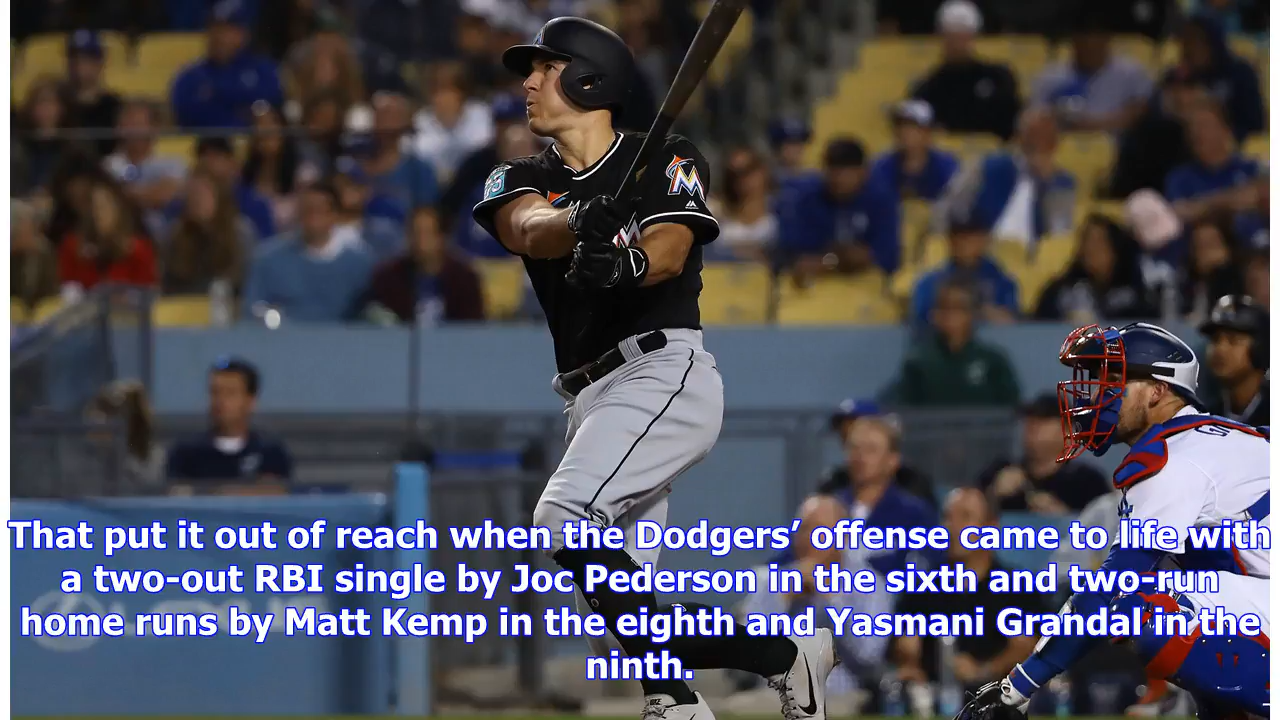 That put it out of reach when the Dodgers’ offense came to life with
a two-out RBI single by Joc Pederson in the sixth and two-run
home runs by Matt Kemp in the eighth and Yasmani Grandal in the
ninth.